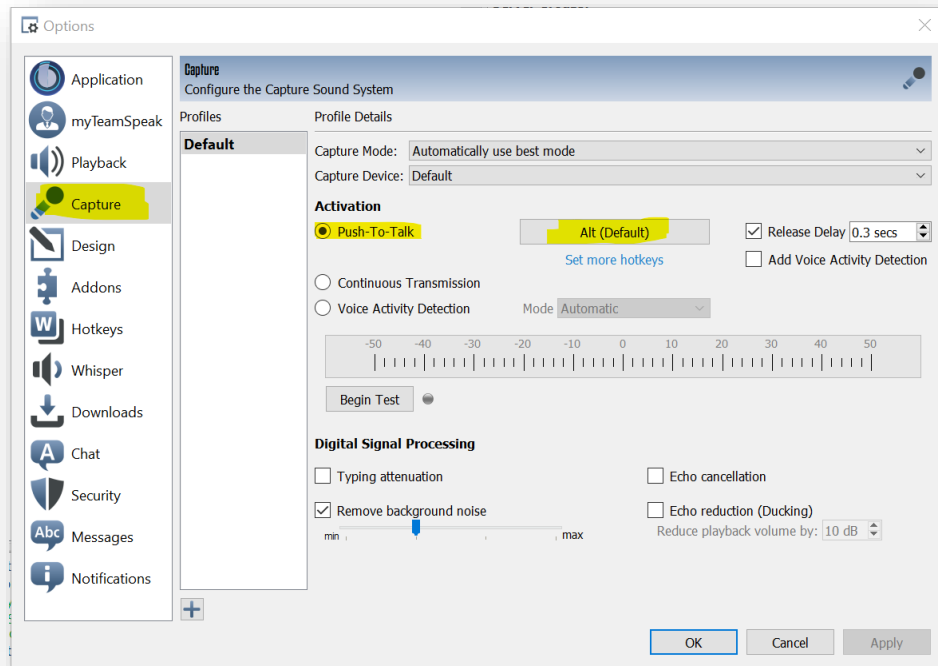 Options
Application
myTeamSpeak
Playback
Capture
Design
Addons
Hotkeys
Whisper
Downloads
Chat
Security
Messages
Notifications
Capture
Configure the Capture Sound System
Profiles
Default
Profile Details
Capture Mode: Automatically use best mode
Capture Device: Default
Activation
Push-To-Talk Alt (Default) Release Delay 0.3 secs
Set more hotkeys Add Voice Activity Detection
Continuous Transmission
Voice Activity Detection Mode Automatic
-50 -40 -30 -20 -10 0 10 20 30 40 50
Begin Test
Digital Signal Processing
Typing attenuation Echo cancellation
Remove background noise Echo reduction (Ducking)
min max Reduce playback volume by: 10 dB
OK Cancel Apply